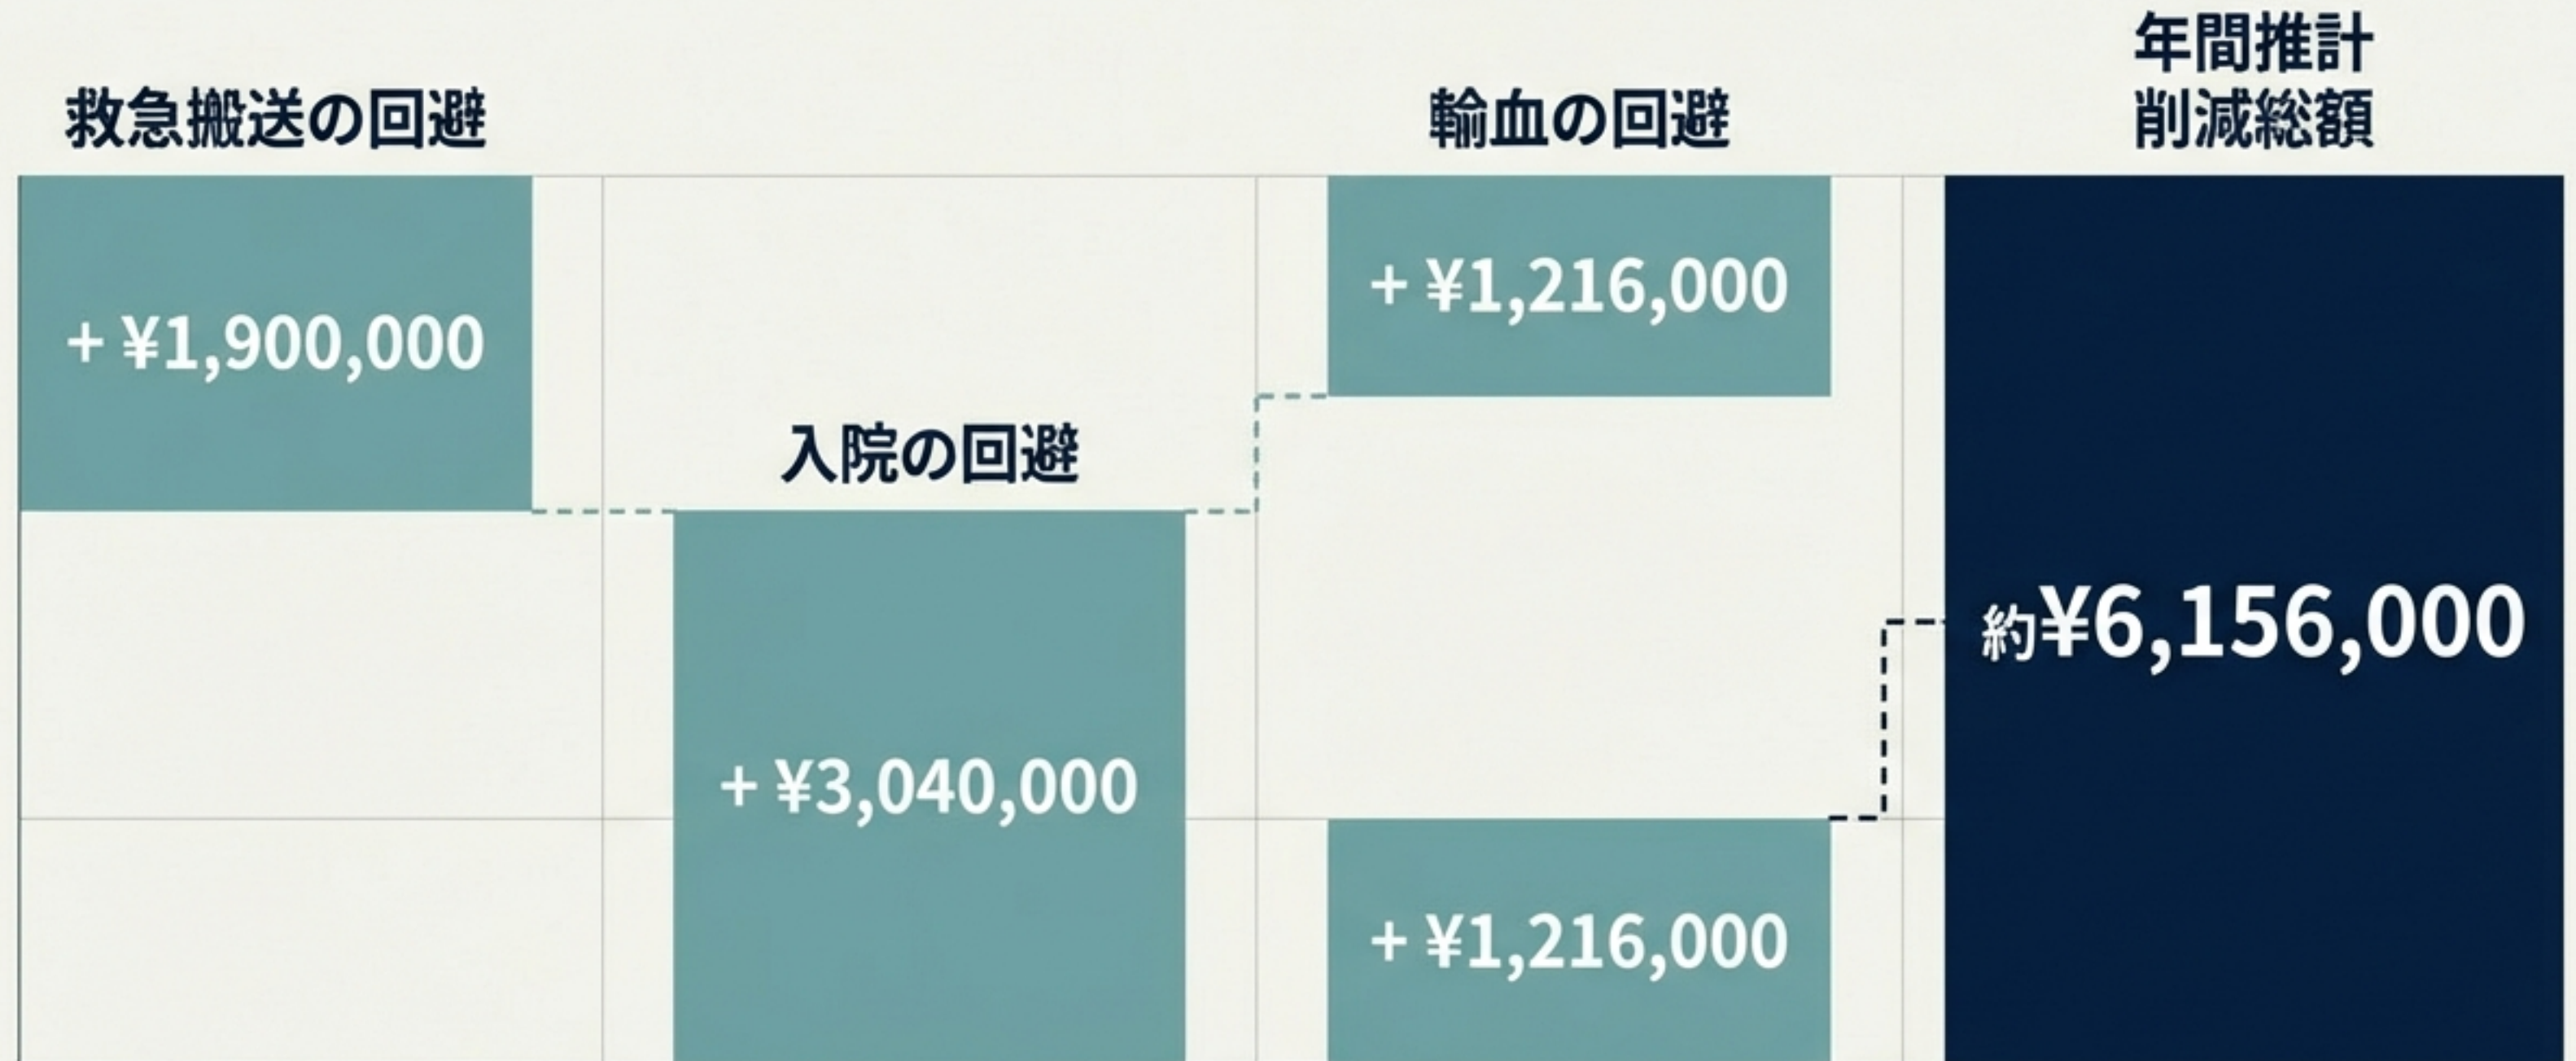 救急搬送の回避
+ ¥1,900,000
入院の回避
+ ¥3,040,000
輸血の回避
+ ¥1,216,000
+ ¥1,216,000
年間推計
削減総額
約¥6,156,000